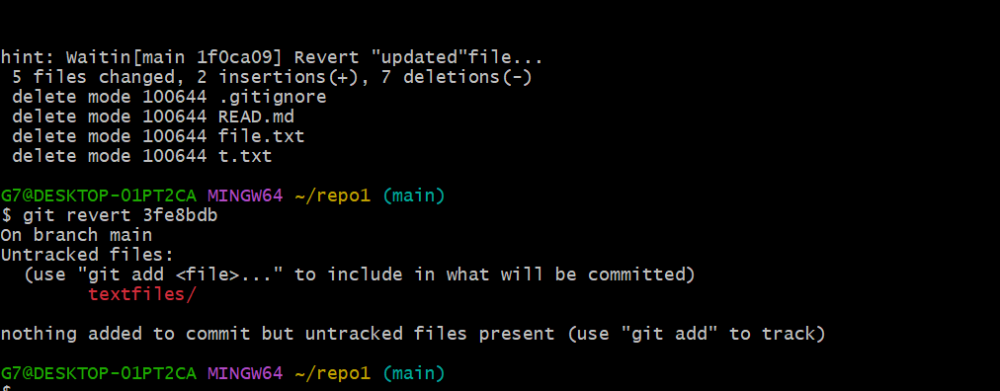 hint: Waitin[main 1f0ca09] Revert "updated"file...
 5 files changed, 2 insertions(+), 7 deletions(-)
 delete mode 100644 .gitignore
 delete mode 100644 READ.md
 delete mode 100644 file.txt
 delete mode 100644 t.txt
G7@DESKTOP-01PT2CA MINGW64 ~/repo1 (main)
$ git revert 3fe8bdb
On branch main
Untracked files:
  (use "git add <file>..." to include in what will be committed)
        textfiles/
nothing added to commit but untracked files present (use "git add" to track)
G7@DESKTOP-01PT2CA MINGW64 ~/repo1 (main)
$